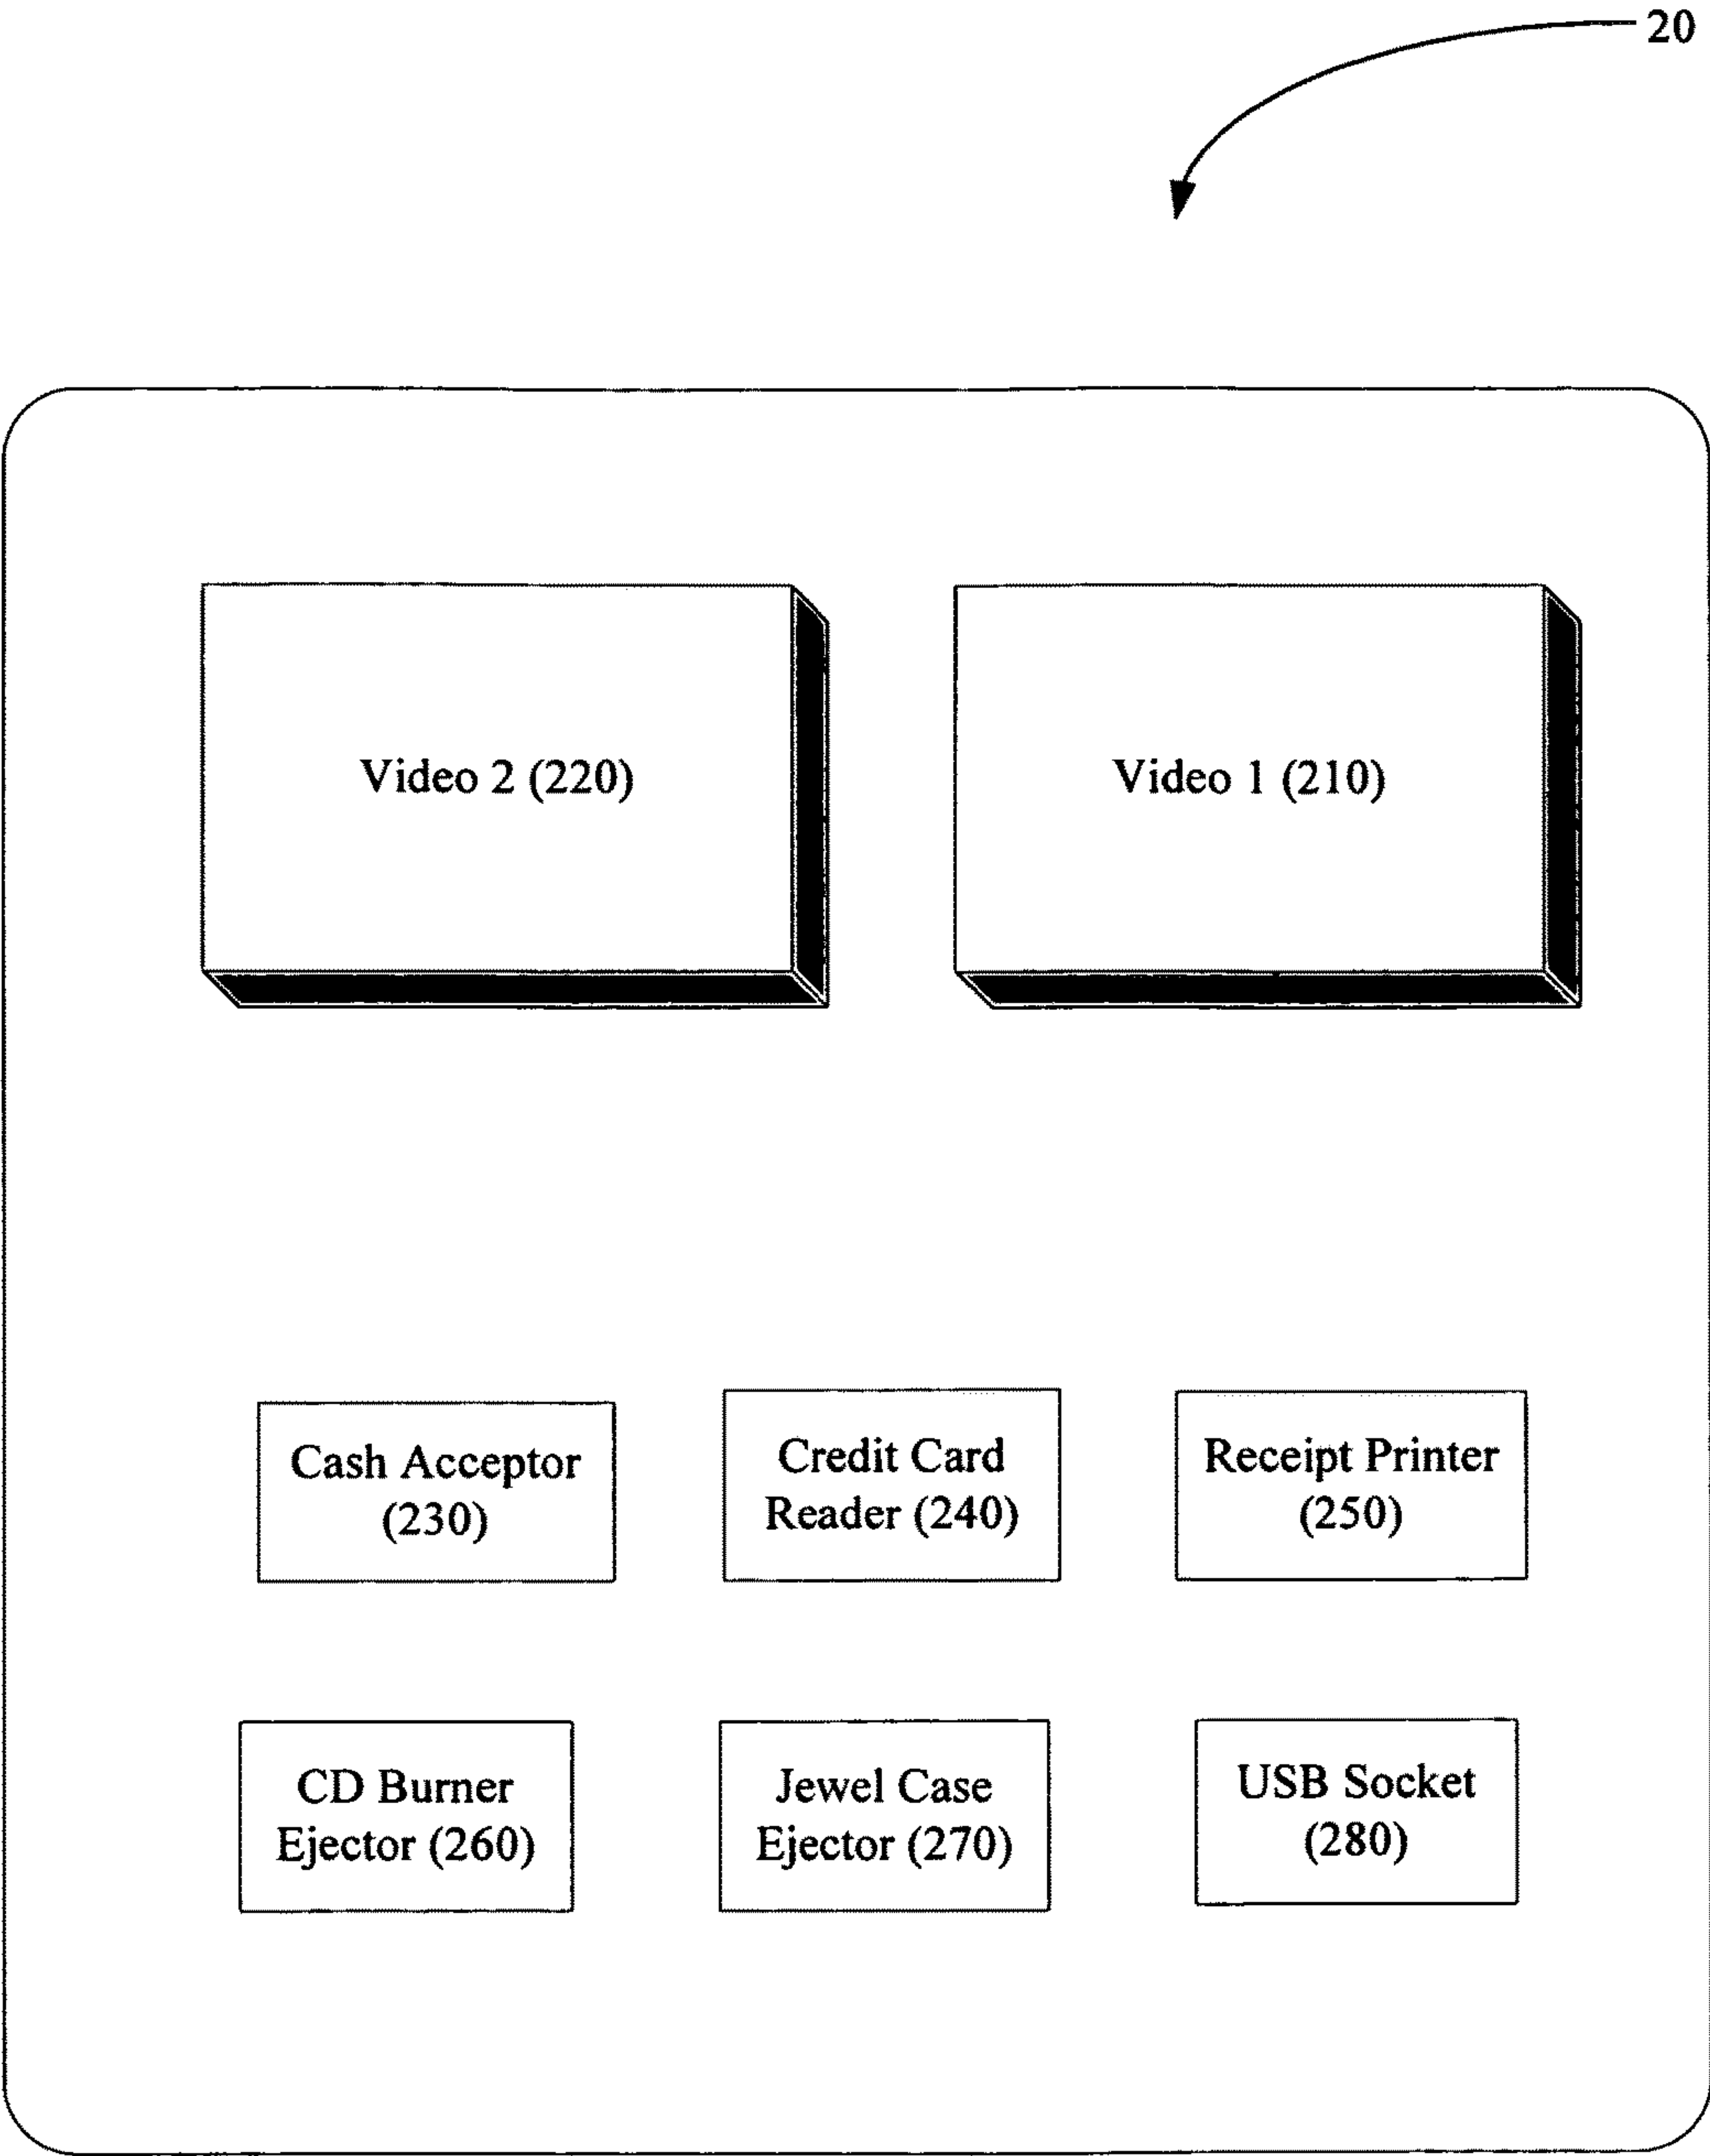 20
Video 2 (220)
Video 1 (210)
Cash Acceptor
(230)
Credit Card
Reader (240)
Receipt Printer
(250)
CD Burner
Ejector (260)
Jewel Case
Ejector (270)
USB Socket
(280)